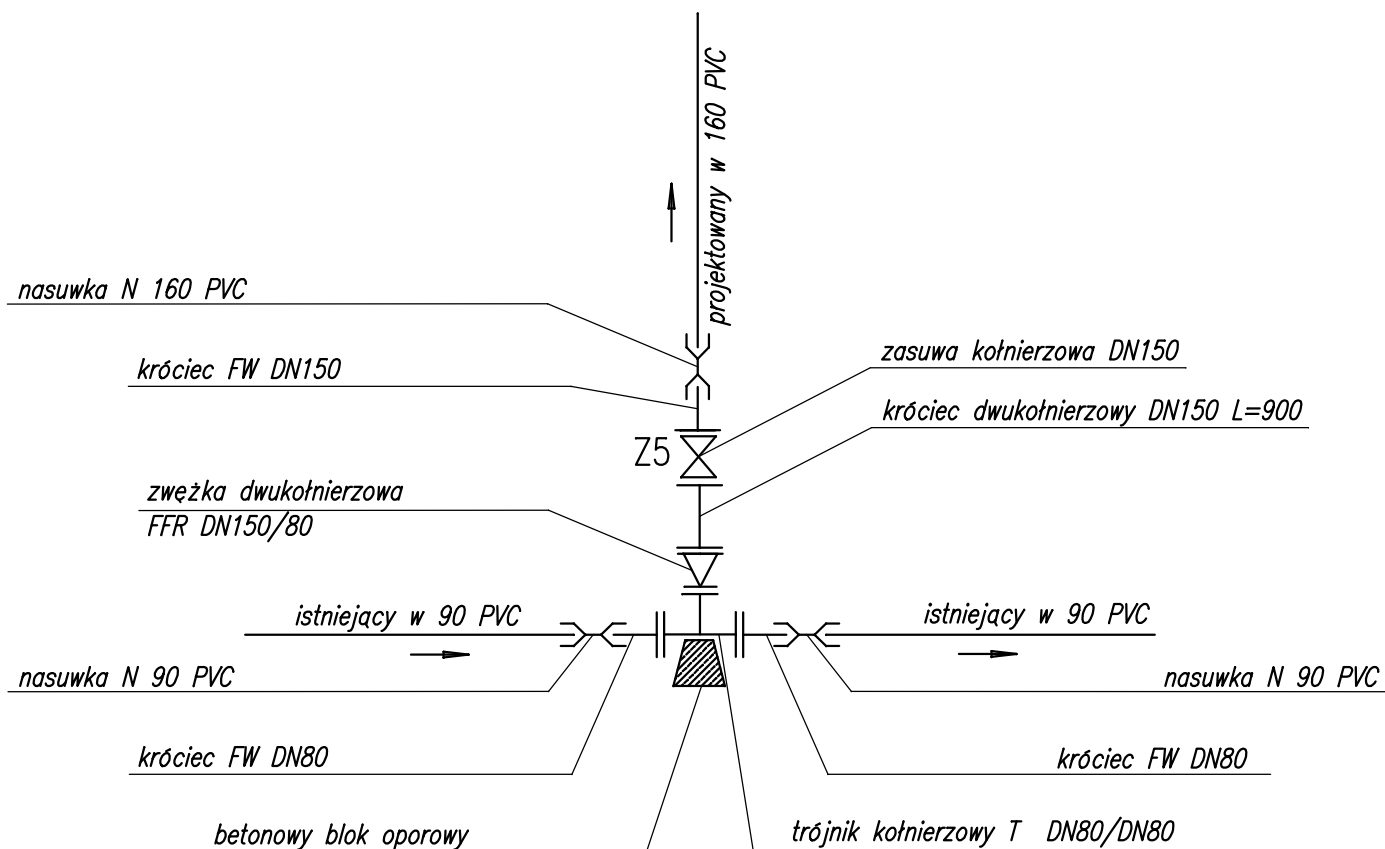 projektowany w 160 PVC
nasuwka N 160 PVC
króciec FW DN150
zasuwa kołnierzowa DN150
króciec dwukołnierzowy DN150 L=900
Z5
zwężka dwukołnierzowa
FFR DN150/80
istniejący w 90 PVC
istniejący w 90 PVC
nasuwka N 90 PVC
nasuwka N 90 PVC
króciec FW DN80
króciec FW DN80
betonowy blok oporowy
trójnik kołnierzowy T DN80/DN80